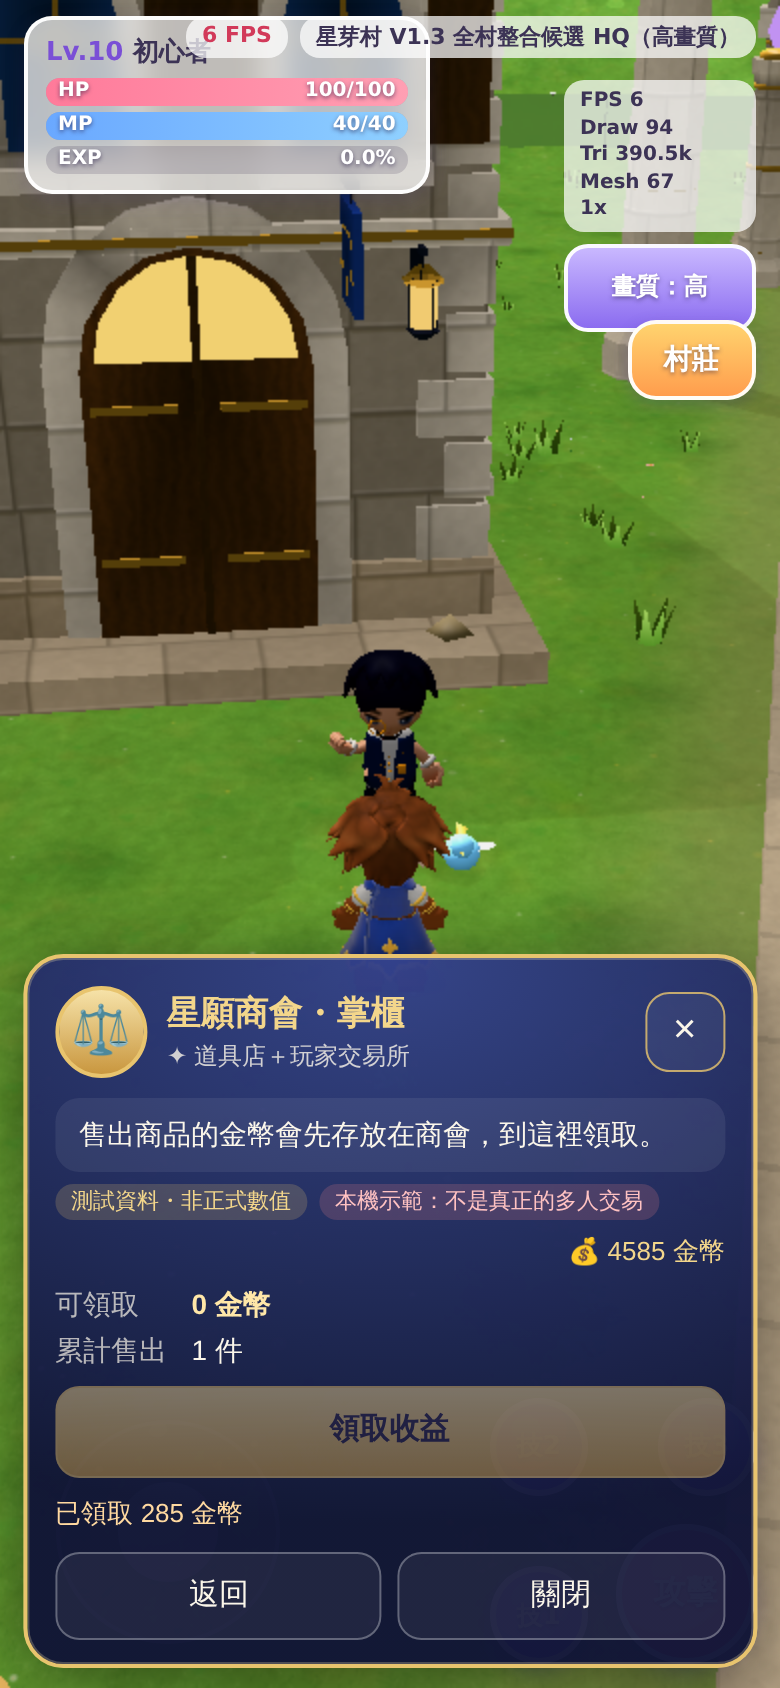 Lv.10 初心者
6 FPS
星芽村 V1.3 全村整合候選 HQ（高畫質）
HP 100/100
MP 40/40
EXP 0.0%
FPS 6
Draw 94
Tri 390.5k
Mesh 67
1x
畫質：高
村莊
星願商會・掌櫃
✦ 道具店＋玩家交易所
×
售出商品的金幣會先存放在商會，到這裡領取。
測試資料・非正式數值
本機示範：不是真正的多人交易
💰 4585 金幣
可領取 0 金幣
累計售出 1 件
領取收益
已領取 285 金幣
返回
關閉
攻擊